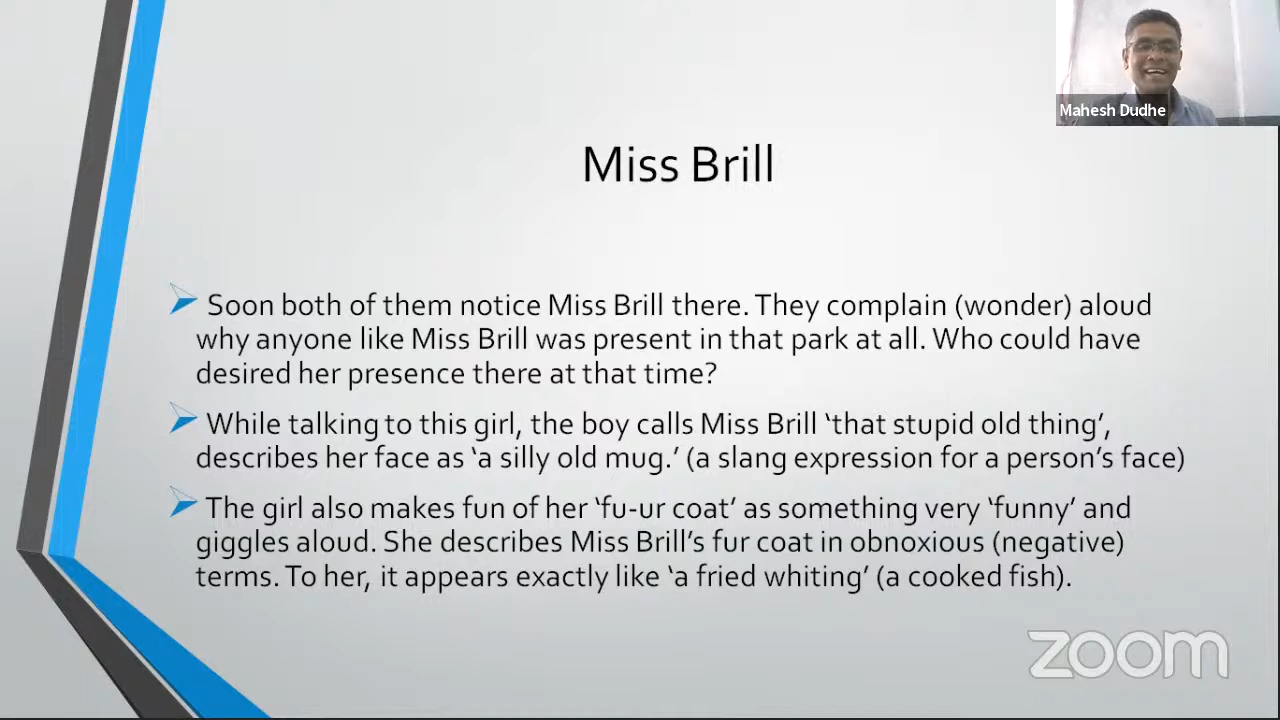 Mahesh Dudhe
Miss Brill
Soon both of them notice Miss Brill there. They complain (wonder) aloud
why anyone like Miss Brill was present in that park at all. Who could have
desired her presence there at that time?
While talking to this girl, the boy calls Miss Brill ‘that stupid old thing’,
describes her face as ‘a silly old mug.’ (a slang expression for a person’s face)
The girl also makes fun of her ‘fu-ur coat’ as something very ‘funny’ and
giggles aloud. She describes Miss Brill’s fur coat in obnoxious (negative)
terms. To her, it appears exactly like ‘a fried whiting’ (a cooked fish).
zoom